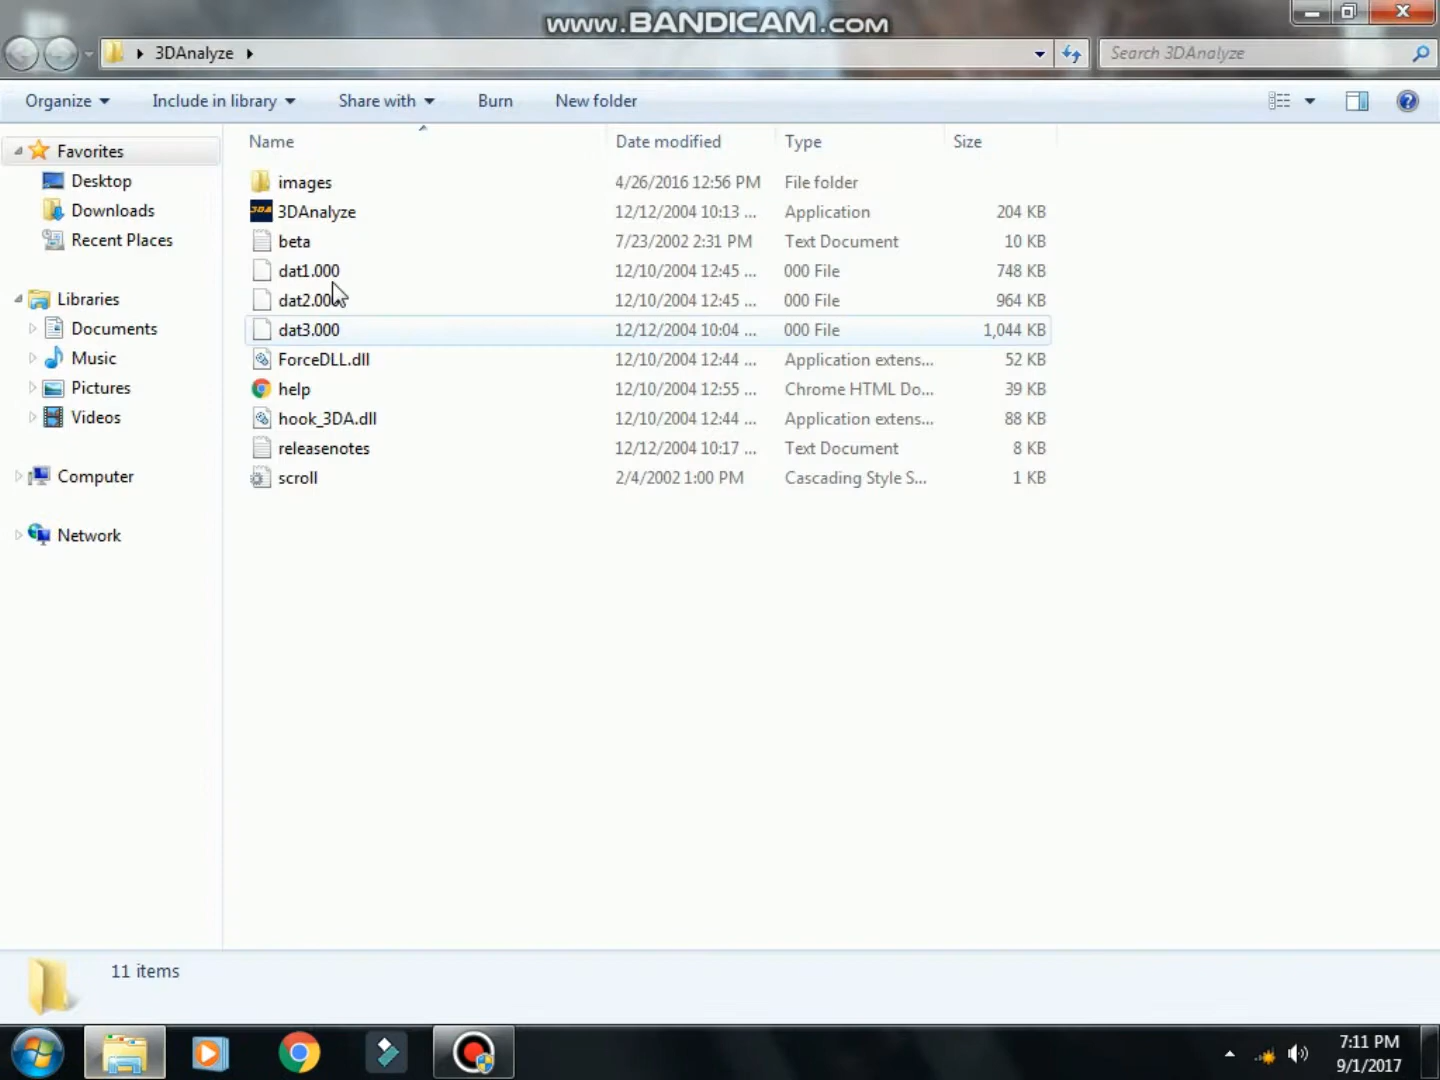 www.BANDICAM.com
3DAnalyze
Search 3DAnalyze
Organize Include in library Share with Burn New folder
Name Date modified Type Size
Favorites
Desktop
Downloads
Recent Places
Libraries
Documents
Music
Pictures
Videos
Computer
Network
images 4/26/2016 12:56 PM File folder
3DAnalyze 12/12/2004 10:13 ... Application 204 KB
beta 7/23/2002 2:31 PM Text Document 10 KB
dat1.000 12/10/2004 12:45 ... 000 File 748 KB
dat2.000 12/10/2004 12:45 ... 000 File 964 KB
dat3.000 12/12/2004 10:04 ... 000 File 1,044 KB
ForceDLL.dll 12/10/2004 12:44 ... Application extens... 52 KB
help 12/10/2004 12:55 ... Chrome HTML Do... 39 KB
hook_3DA.dll 12/10/2004 12:44 ... Application extens... 88 KB
releasenotes 12/12/2004 10:17 ... Text Document 8 KB
scroll 2/4/2002 1:00 PM Cascading Style S... 1 KB
11 items
7:11 PM
9/1/2017